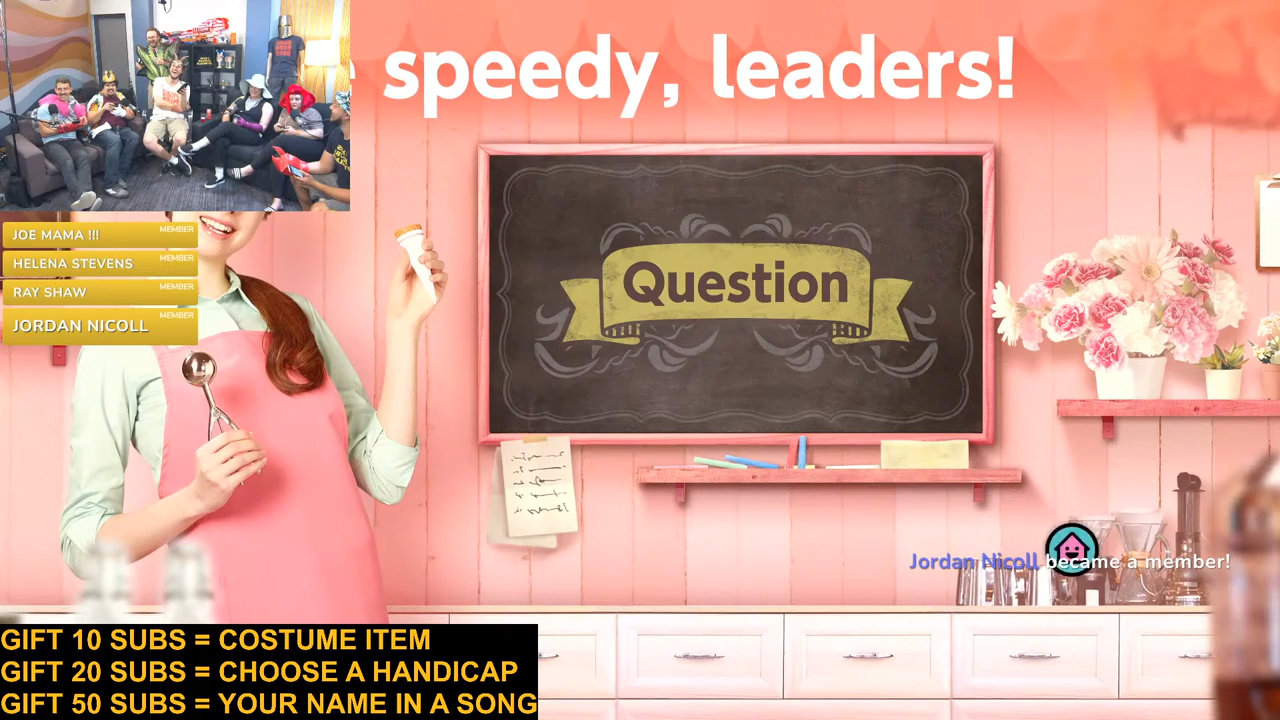 speedy, leaders!
Question
JOE MAMA !!!
MEMBER
HELENA STEVENS
MEMBER
RAY SHAW
MEMBER
JORDAN NICOLL
MEMBER
Jordan Nicoll became a member!
GIFT 10 SUBS = COSTUME ITEM
GIFT 20 SUBS = CHOOSE A HANDICAP
GIFT 50 SUBS = YOUR NAME IN A SONG